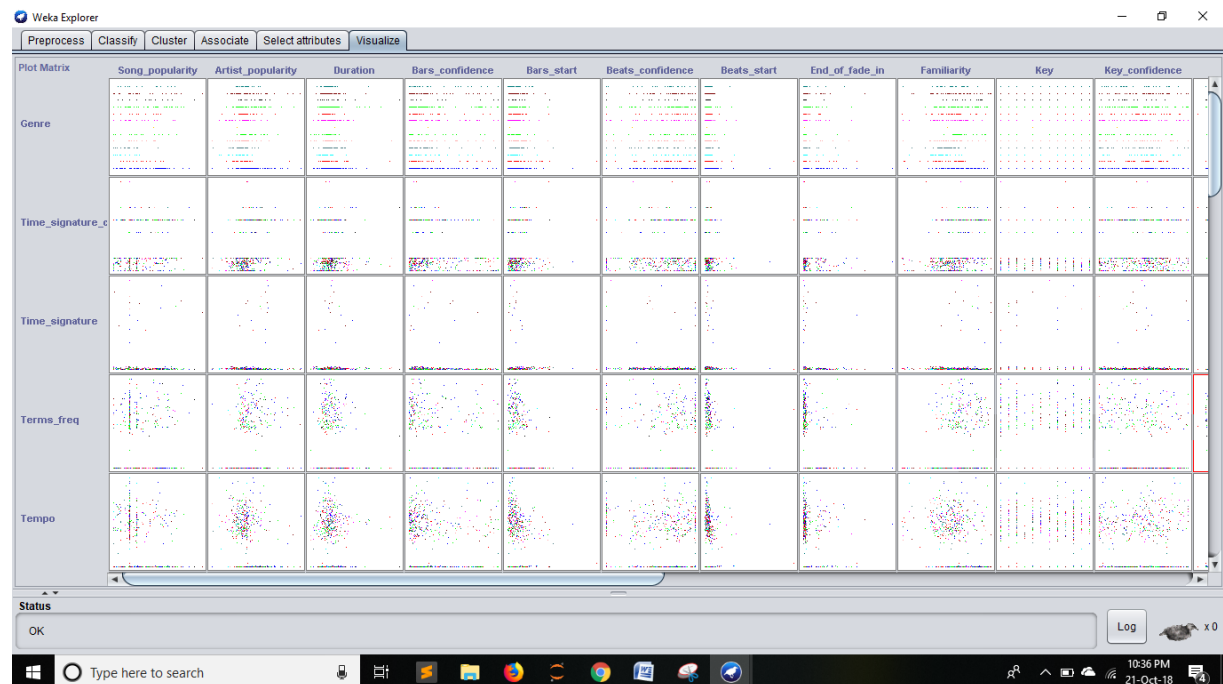 Weka Explorer
Preprocess Classify Cluster Associate Select attributes Visualize
Plot Matrix Song_popularity Artist_popularity Duration Bars_confidence Bars_start Beats_confidence Beats_start End_of_fade_in Familiarity Key Key_confidence
Genre
Time_signature_c
Time_signature
Terms_freq
Tempo
Status
OK
Log
x 0
Type here to search
10:36 PM
21-Oct-18
4